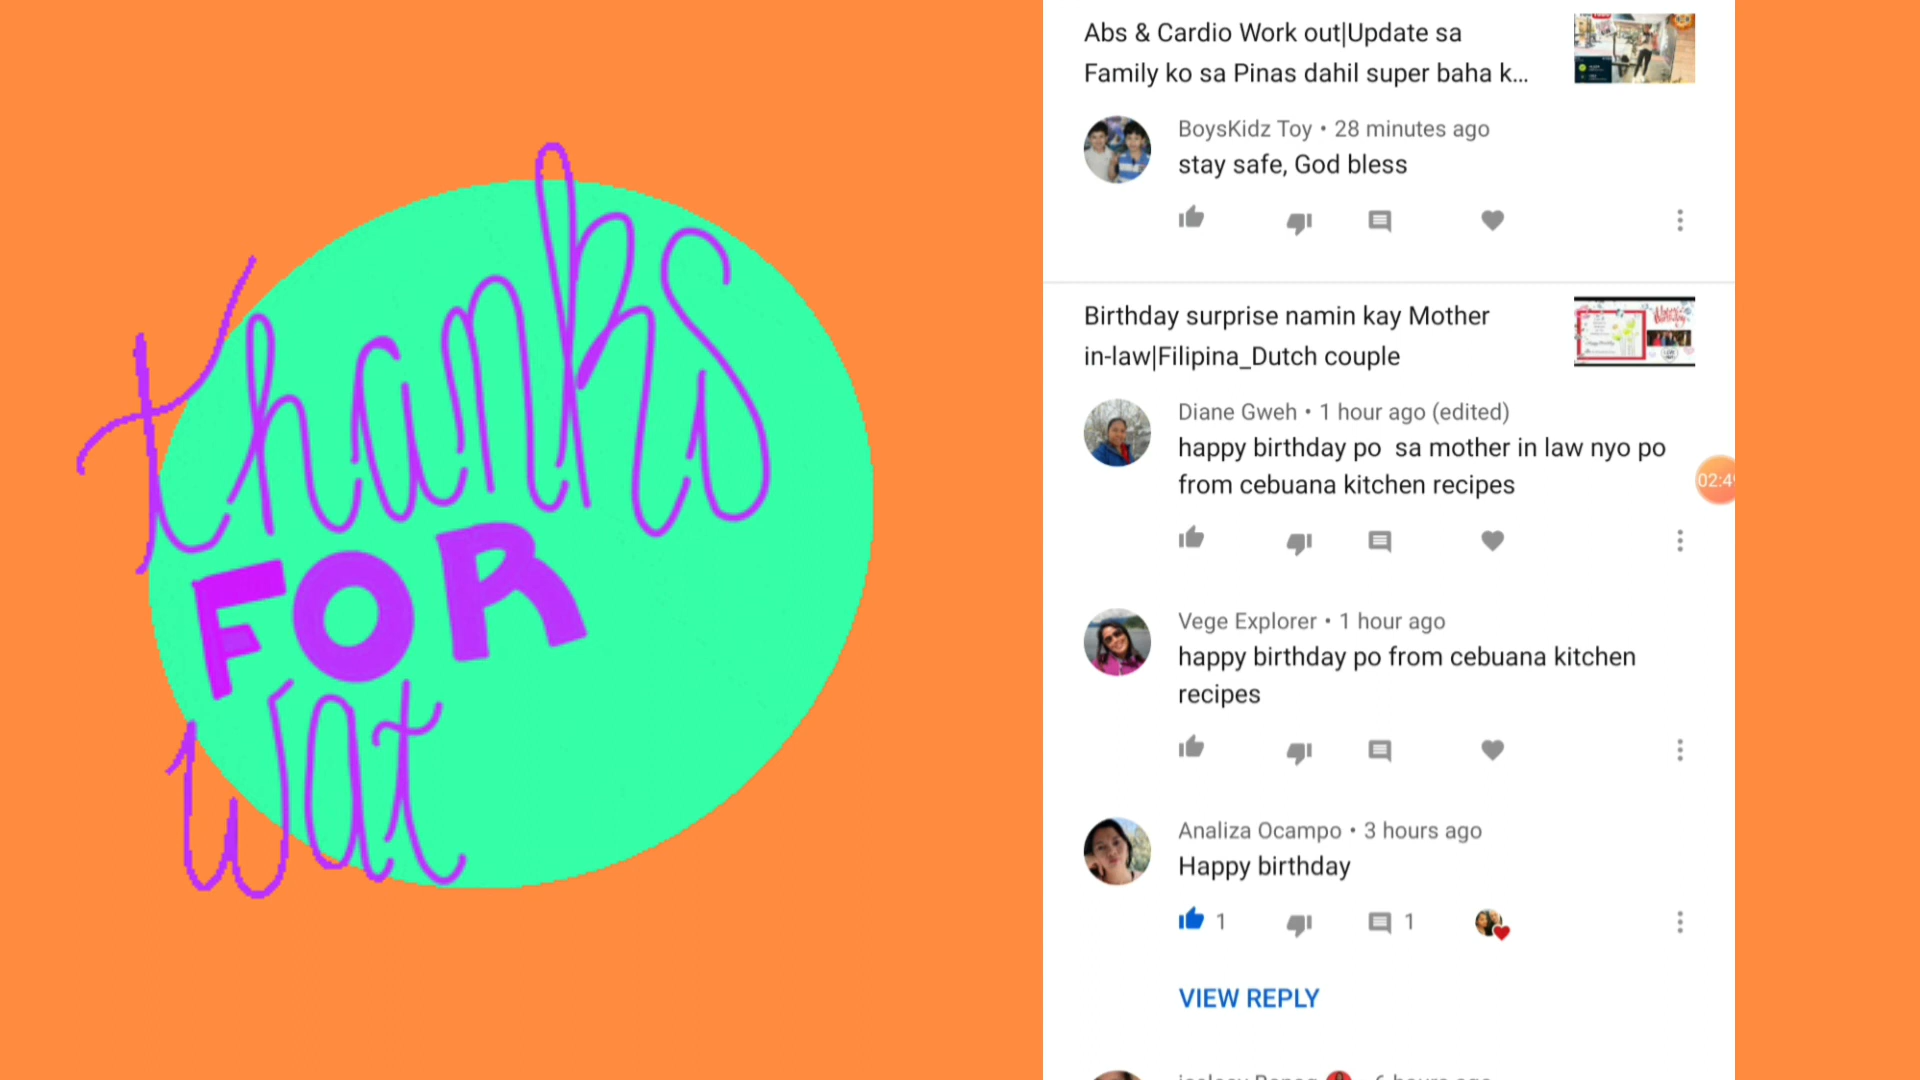 thanks
FOR
wat
Abs & Cardio Work out|Update sa
Family ko sa Pinas dahil super baha k...
BoysKidz Toy • 28 minutes ago
stay safe, God bless
Birthday surprise namin kay Mother
in-law|Filipina_Dutch couple
Diane Gweh • 1 hour ago (edited)
happy birthday po  sa mother in law nyo po
from cebuana kitchen recipes
02:4
Vege Explorer • 1 hour ago
happy birthday po from cebuana kitchen
recipes
Analiza Ocampo • 3 hours ago
Happy birthday
1
1
VIEW REPLY